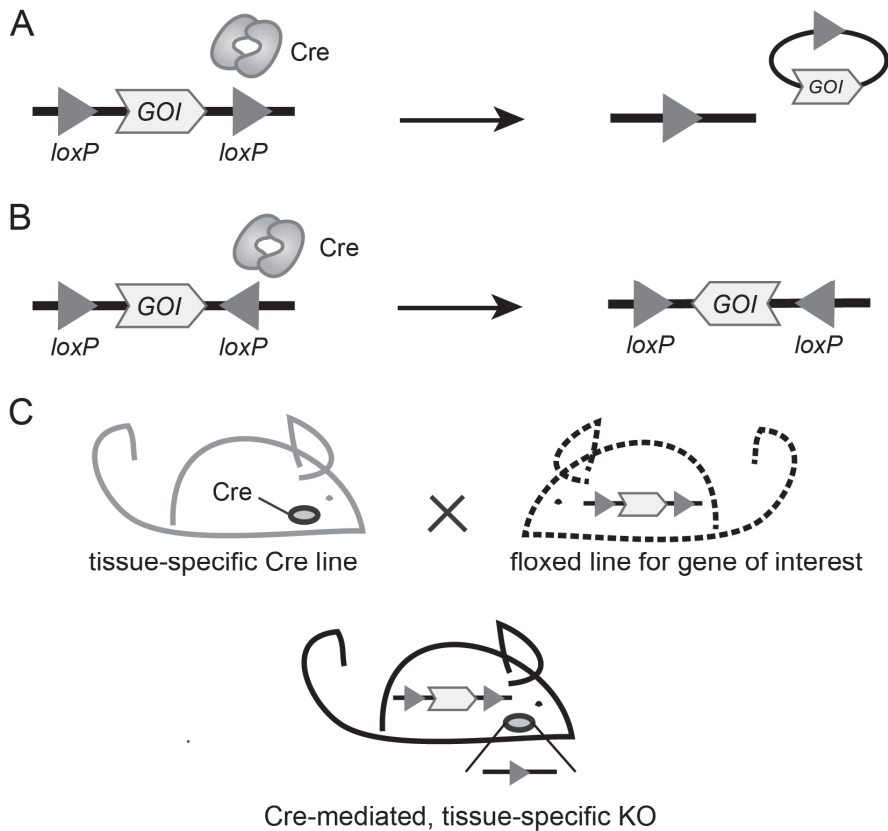 A
Cre
GOI
GOI
loxP
loxP
B
Cre
GOI
GOI
loxP
loxP
loxP
loxP
C
Cre
tissue-specific Cre line
floxed line for gene of interest
Cre-mediated, tissue-specific KO